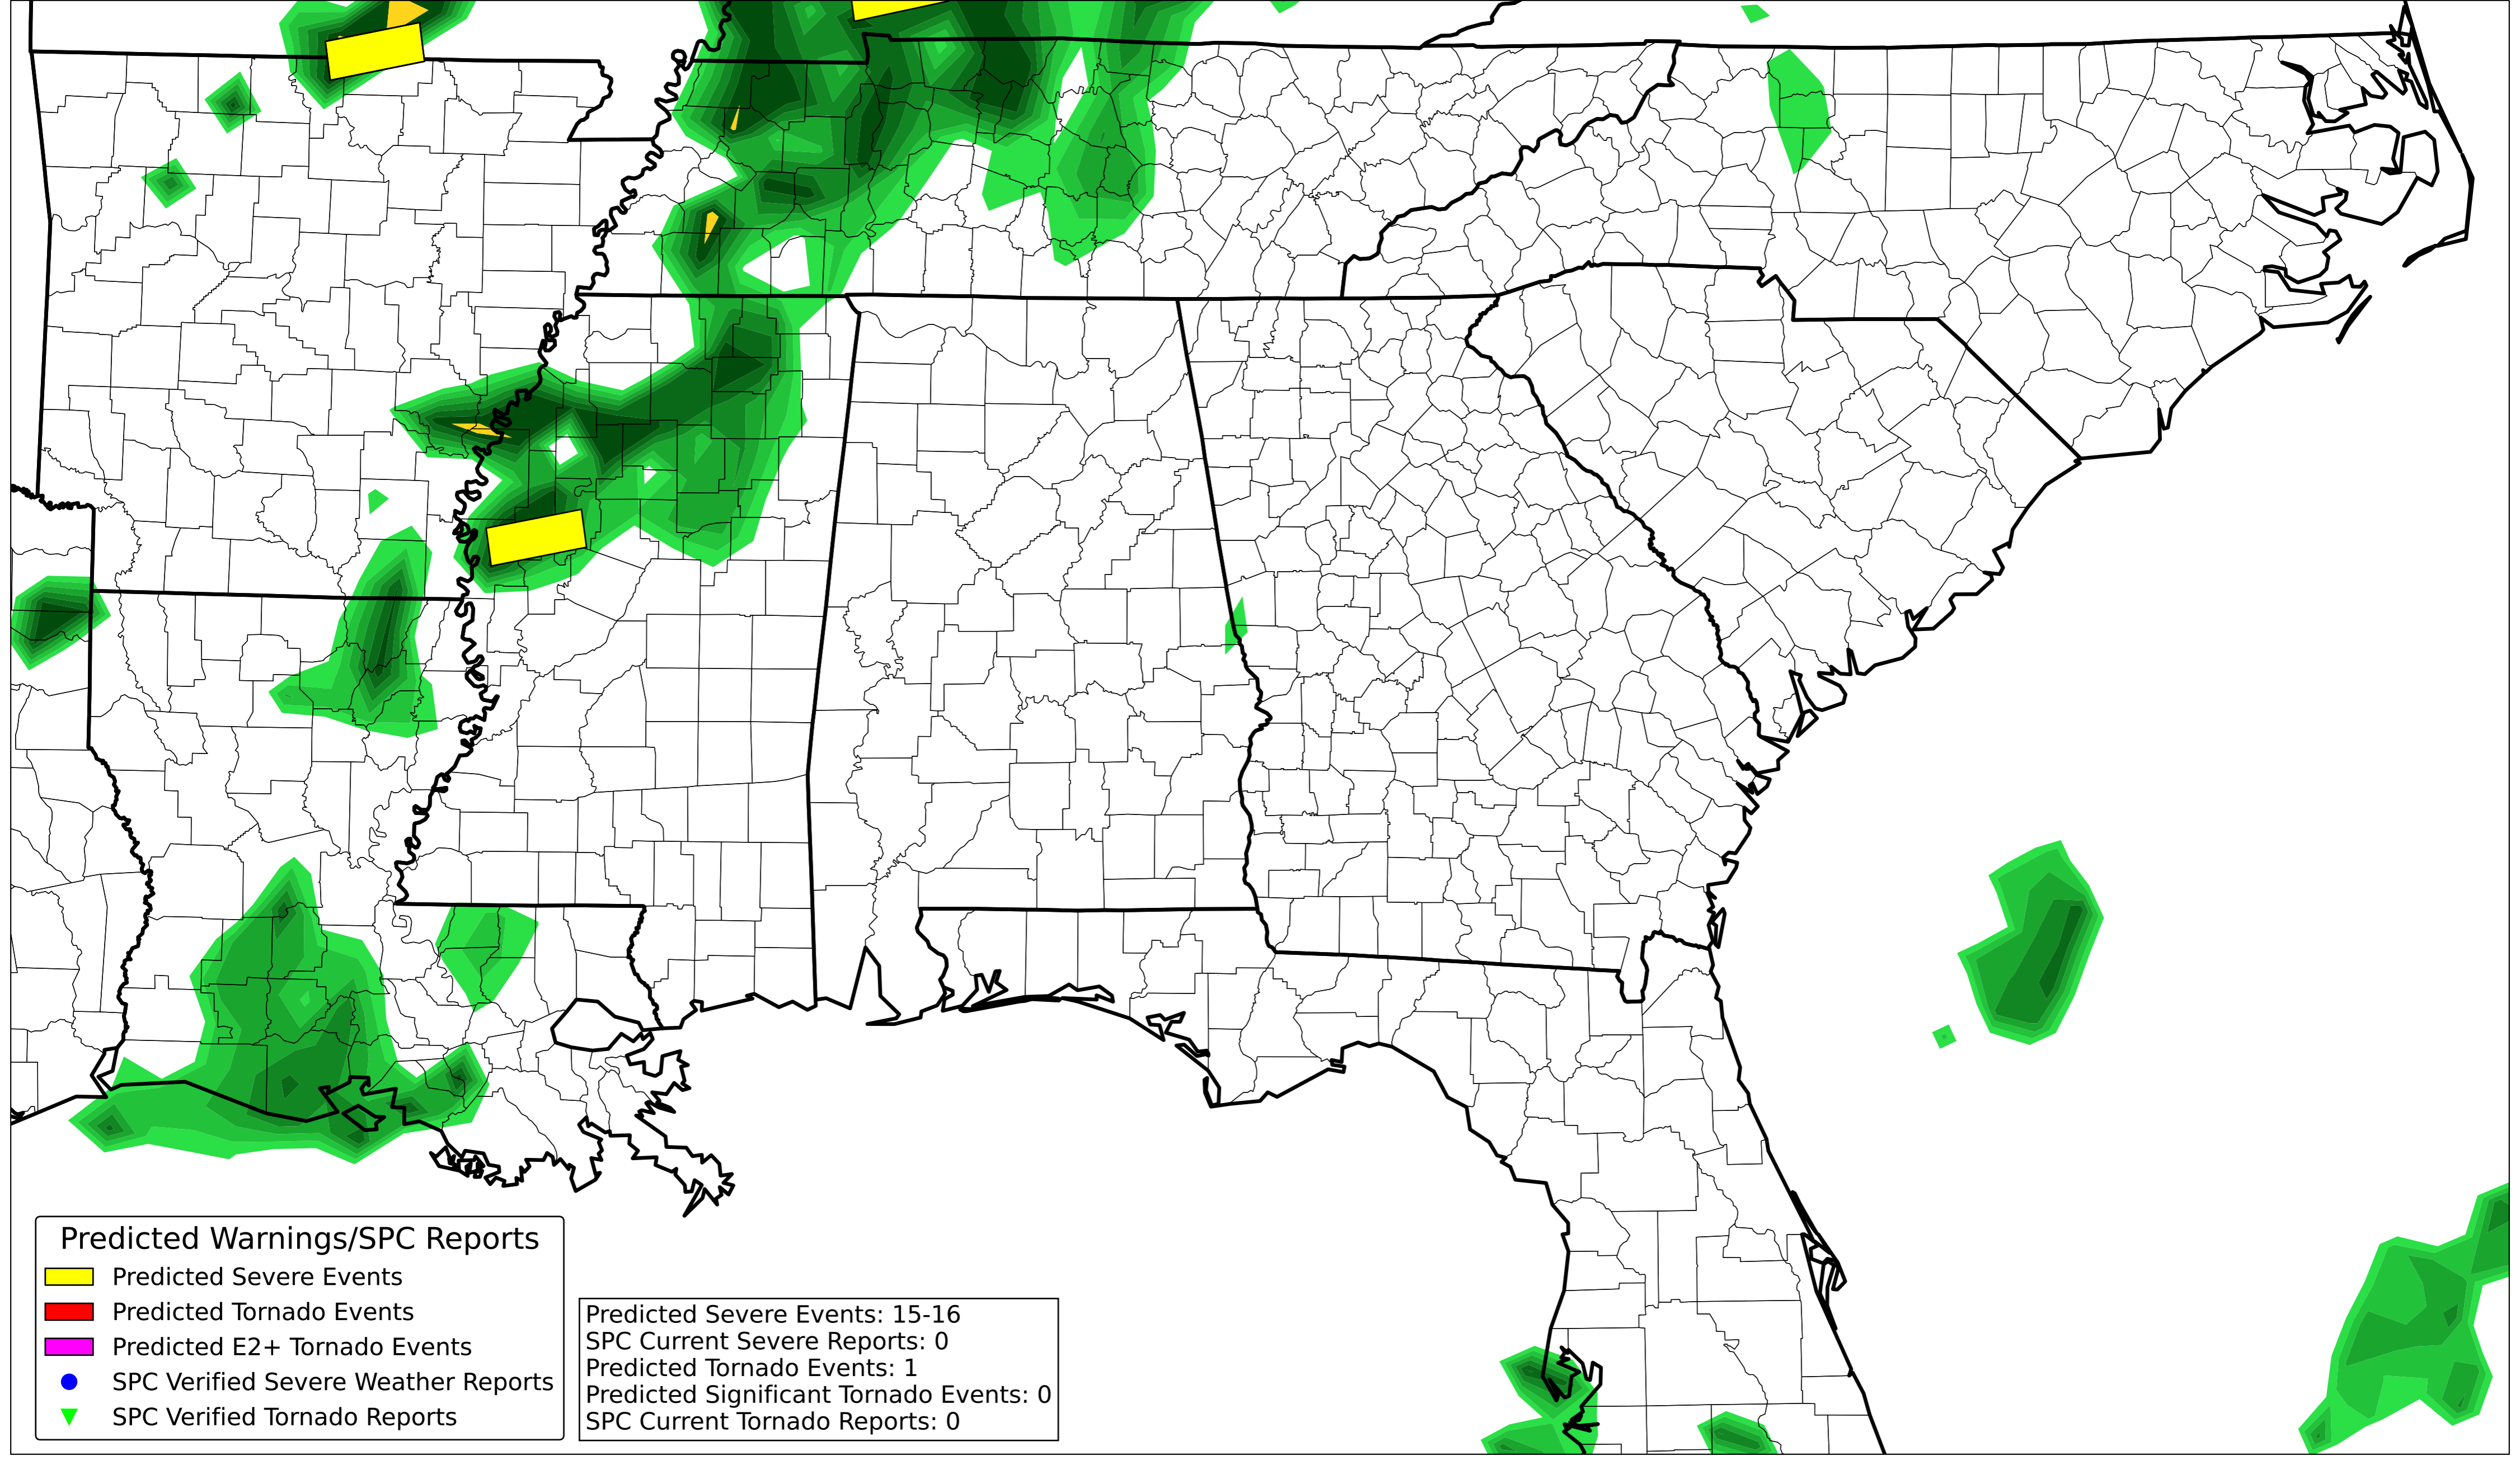 Predicted Warnings/SPC Reports
Predicted Severe Events
Predicted Tornado Events
Predicted E2+ Tornado Events
SPC Verified Severe Weather Reports
SPC Verified Tornado Reports
Predicted Severe Events: 15-16
SPC Current Severe Reports: 0
Predicted Tornado Events: 1
Predicted Significant Tornado Events: 0
SPC Current Tornado Reports: 0